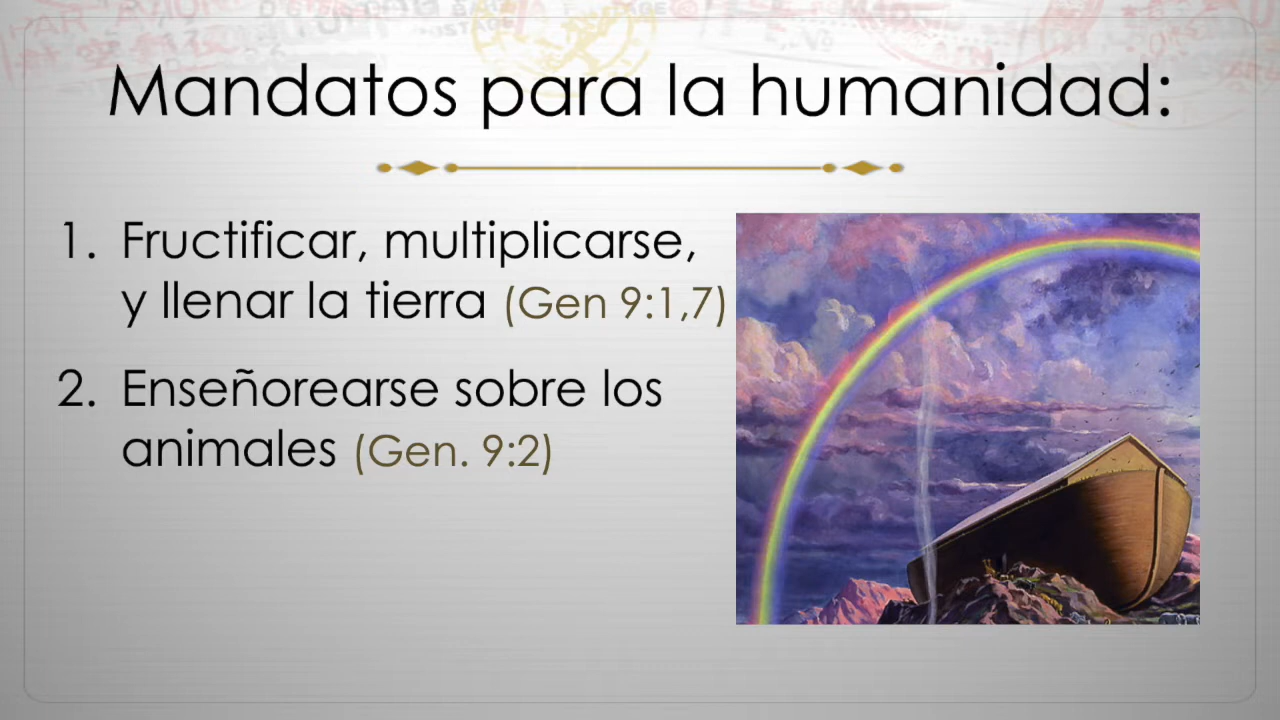 Mandatos para la humanidad:
1. Fructificar, multiplicarse,
y llenar la tierra (Gen 9:1,7)
2. Enseñorearse sobre los
animales (Gen. 9:2)